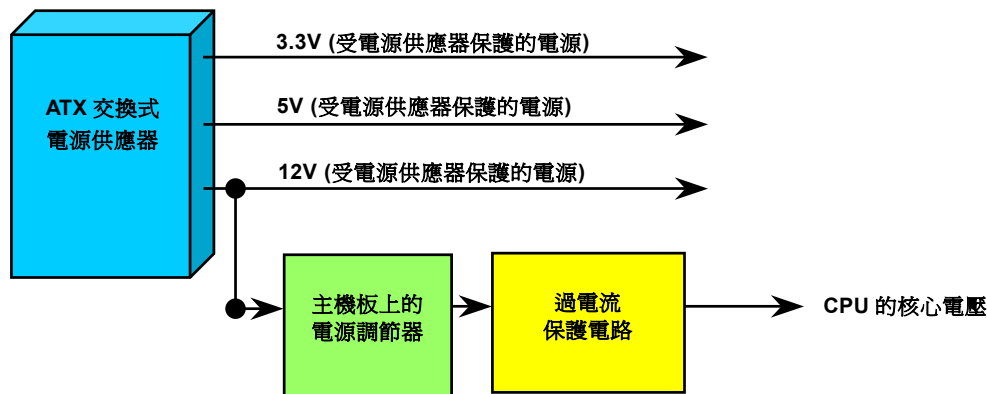 3.3V (受電源供應器保護的電源)
ATX 交換式
電源供應器
5V (受電源供應器保護的電源)
12V (受電源供應器保護的電源)
主機板上的
電源調節器
過電流
保護電路
CPU 的核心電壓